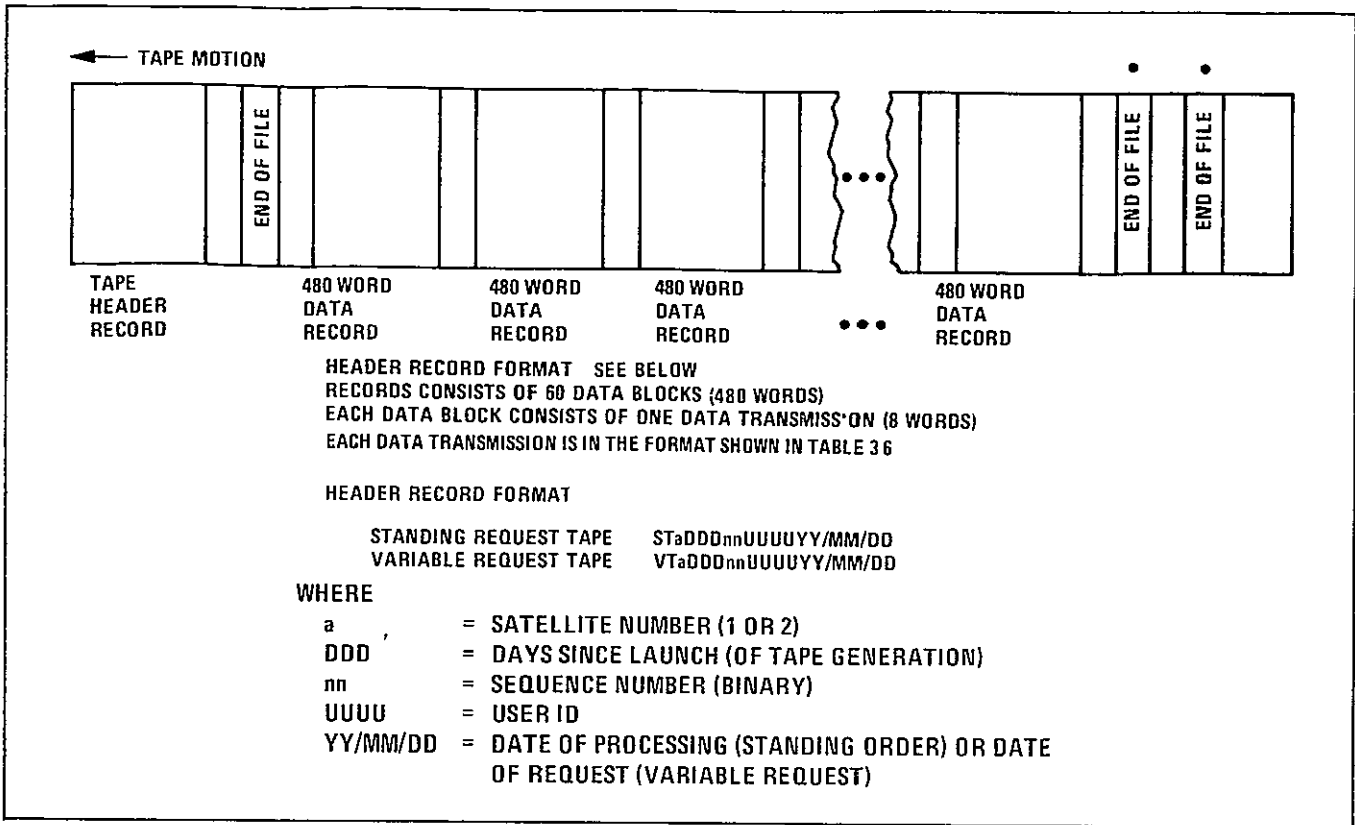 TAPE MOTION
END OF FILE
END OF FILE
END OF FILE
TAPE HEADER RECORD
480 WORD DATA RECORD
480 WORD DATA RECORD
480 WORD DATA RECORD
480 WORD DATA RECORD
HEADER RECORD FORMAT SEE BELOW
RECORDS CONSISTS OF 60 DATA BLOCKS (480 WORDS)
EACH DATA BLOCK CONSISTS OF ONE DATA TRANSMISS'ON (8 WORDS)
EACH DATA TRANSMISSION IS IN THE FORMAT SHOWN IN TABLE 3 6
HEADER RECORD FORMAT
STANDING REQUEST TAPE STaDDDnnUUUUYY/MM/DD
VARIABLE REQUEST TAPE VTaDDDnnUUUUYY/MM/DD
WHERE
a , = SATELLITE NUMBER (1 OR 2)
DDD = DAYS SINCE LAUNCH (OF TAPE GENERATION)
nn = SEQUENCE NUMBER (BINARY)
UUUU = USER ID
YY/MM/DD = DATE OF PROCESSING (STANDING ORDER) OR DATE
OF REQUEST (VARIABLE REQUEST)